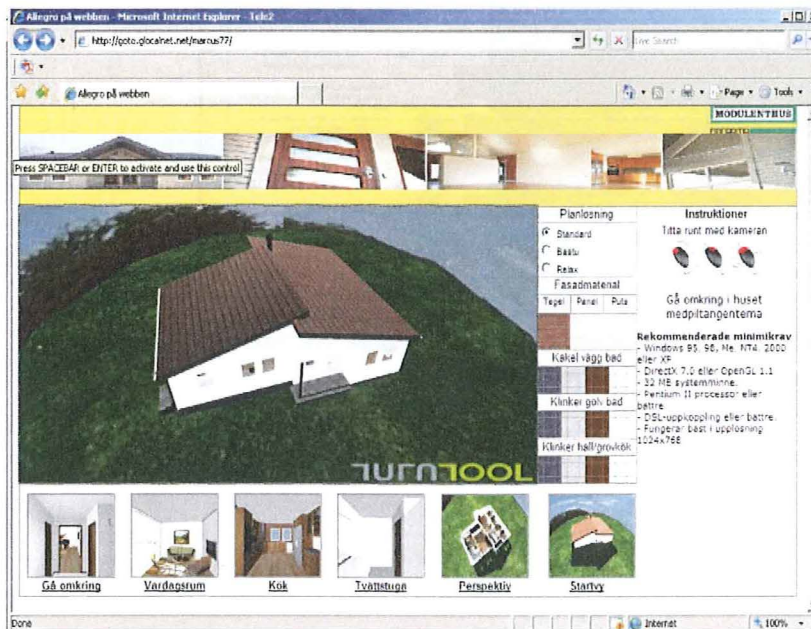 Allegro på webben - Microsoft Internet Explorer - Tele2
http://goto.glocalnet.net/marcus77/
Live Search
Allegro på webben
Page
Tools
MODULENTHUS
Press SPACEBAR or ENTER to activate and use this control
Planlösning
Standard
Bastu
Relax
Fasadmaterial
Tegel Panel Puts
Kakel vägg bad
Klinker golv bad
Klinker hall/grovkök
Instruktioner
Titta runt med kameran
Gå omkring i huset
medpiltangenterna
Rekommenderade minimikrav
- Windows 95, 98, Me, NT4, 2000
eller XP
- DirectX 7.0 eller OpenGL 1.1
- 32 MB systemminne.
- Pentium II processor eller
bättre
- DSL-uppkoppling eller bättre.
- Fungerar bäst i upplösning
1024x768
TURNTOOL
Gå omkring
Vardagsrum
Kök
Tvättstuga
Perspektiv
Startvy
Done
Internet
100%